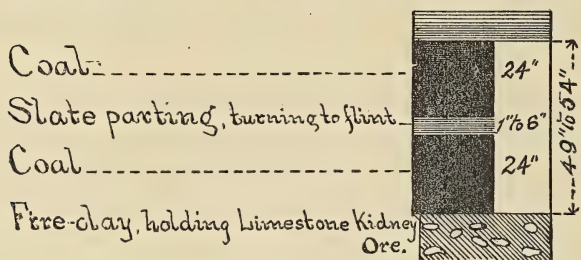 Coal
24"
Slate parting, turning to flint
1" to 6"
Coal
24"
49" to 54"
Fire-clay, holding Limestone Kidney
Ore.